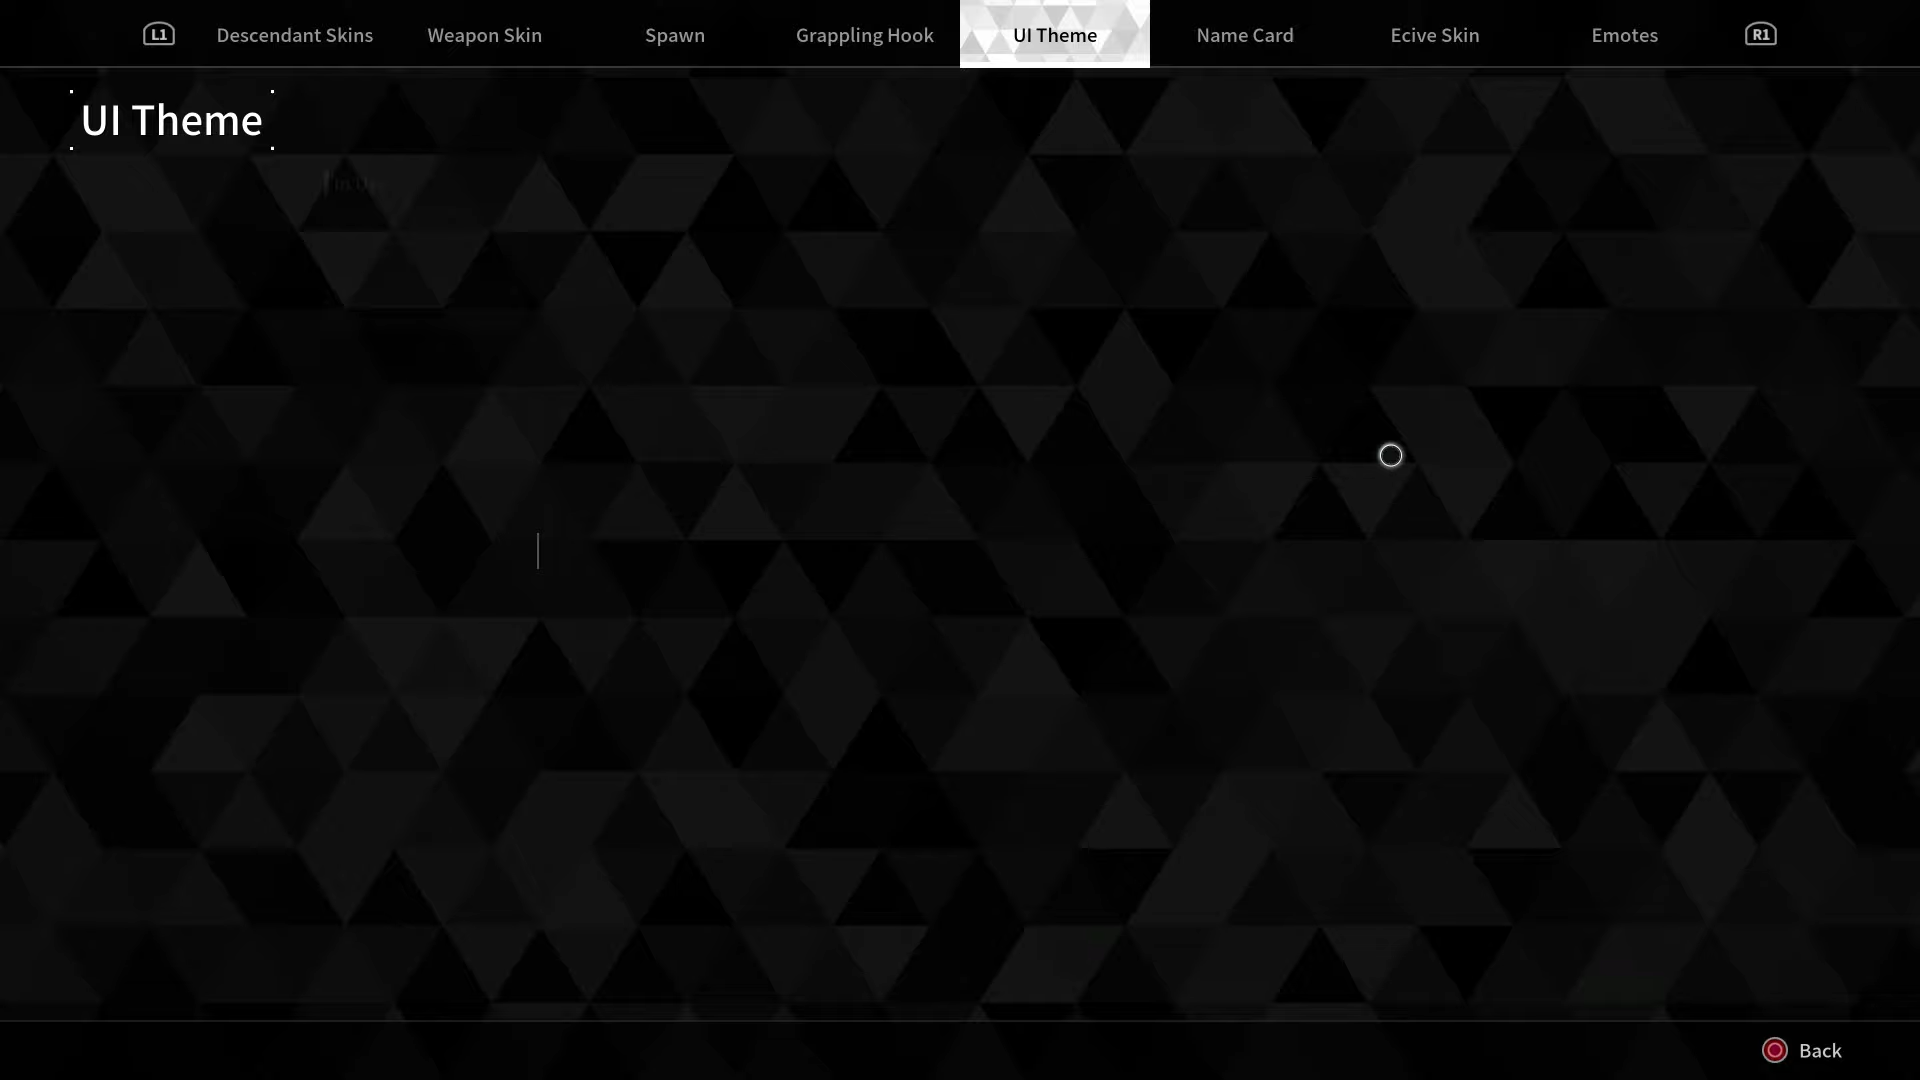 L1 Descendant Skins Weapon Skin Spawn Grappling Hook UI Theme Name Card Ecive Skin Emotes R1
UI Theme
Back